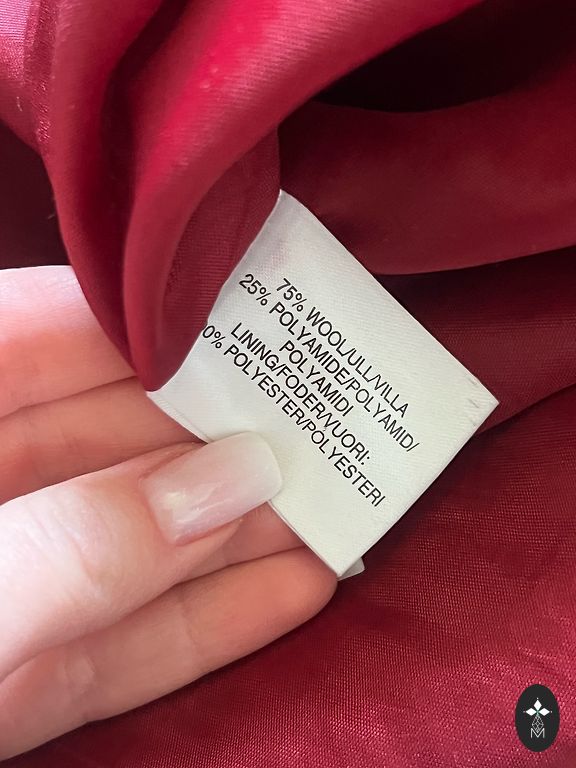 75% WOOL/ULL/VILLA
25% POLYAMIDE/POLYAMID/
POLYAMIDI
LINING/FODER/VUORI:
0% POLYESTER/POLYESTERI
M